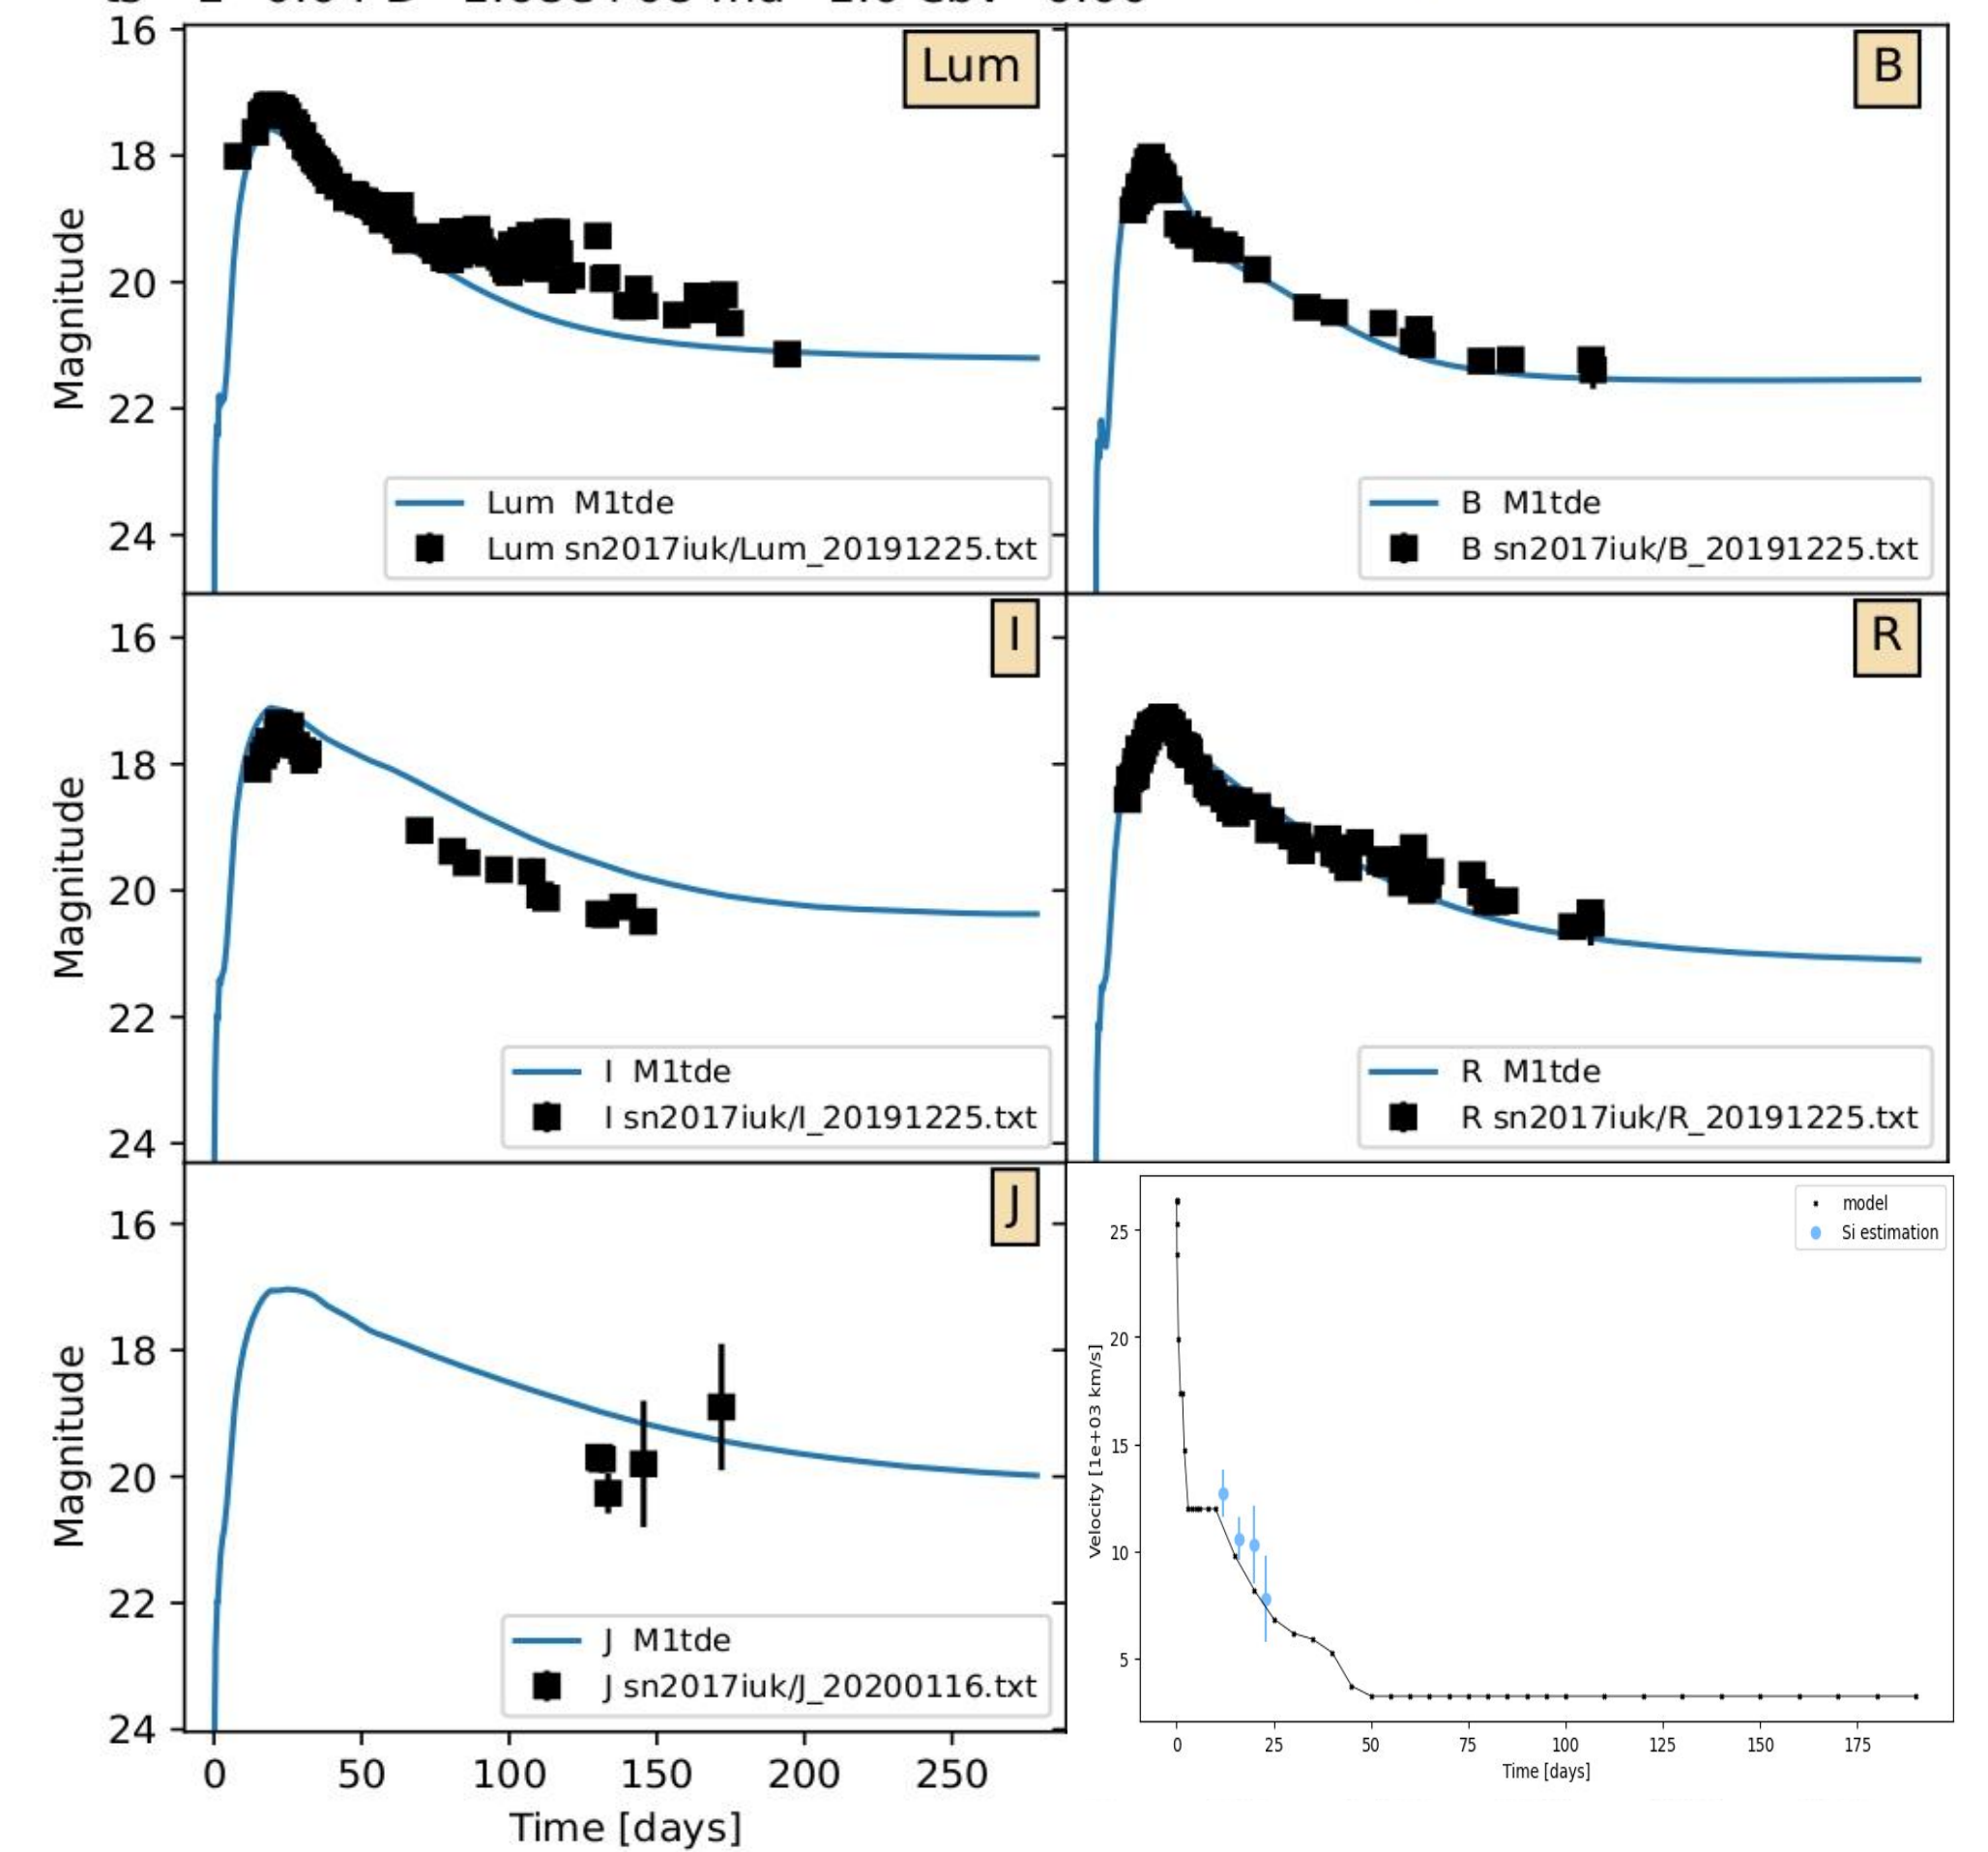 16
18
20
22
24
Magnitude
Lum
Lum M1tde
Lum sn2017iuk/Lum_20191225.txt
B
B M1tde
B sn2017iuk/B_20191225.txt
16
18
20
22
24
Magnitude
I
I M1tde
I sn2017iuk/I_20191225.txt
R
R M1tde
R sn2017iuk/R_20191225.txt
16
18
20
22
24
Magnitude
J
J M1tde
J sn2017iuk/J_20200116.txt
0 50 100 150 200 250
Time [days]
25
20
15
10
5
Velocity [1e+03 km/s]
model
Si estimation
0 25 50 75 100 125 150 175
Time [days]